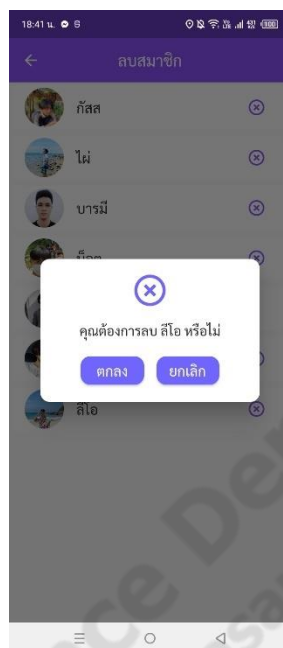 18:41 น.
ลบสมาชิก
กัสส
ไผ่
บารมี
คุณต้องการลบ ลีโอ หรือไม่
ตกลง
ยกเลิก
ลีโอ